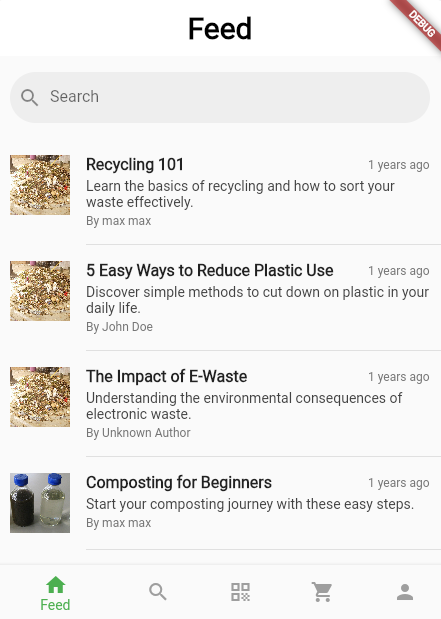 Feed
DEBUG
Search
Recycling 101
1 years ago
Learn the basics of recycling and how to sort your
waste effectively.
By max max
5 Easy Ways to Reduce Plastic Use
1 years ago
Discover simple methods to cut down on plastic in your
daily life.
By John Doe
The Impact of E-Waste
1 years ago
Understanding the environmental consequences of
electronic waste.
By Unknown Author
Composting for Beginners
1 years ago
Start your composting journey with these easy steps.
By max max
Feed